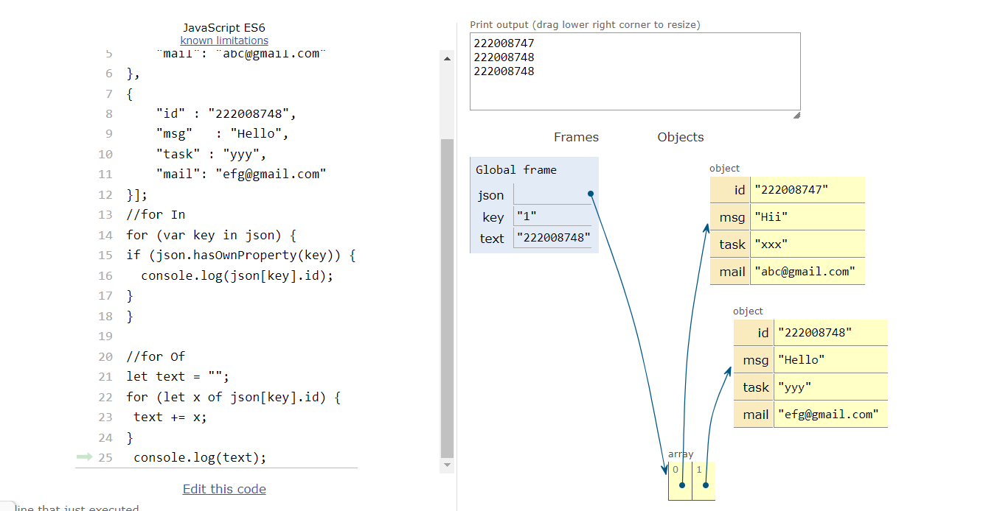 JavaScript ES6
known limitations
5 "mail": "abc@gmail.com"
6 },
7 {
8 "id" : "222008748",
9 "msg"   : "Hello",
10 "task" : "yyy",
11 "mail": "efg@gmail.com"
12 }];
13 //for In
14 for (var key in json) {
15 if (json.hasOwnProperty(key)) {
16 console.log(json[key].id);
17 }
18 }
19
20 //for Of
21 let text = "";
22 for (let x of json[key].id) {
23 text += x;
24 }
25 console.log(text);
Edit this code
line that just executed
Print output (drag lower right corner to resize)
222008747
222008748
222008748
Frames
Objects
Global frame
json
key "1"
text "222008748"
object
id "222008747"
msg "Hii"
task "xxx"
mail "abc@gmail.com"
object
id "222008748"
msg "Hello"
task "yyy"
mail "efg@gmail.com"
array
0 1